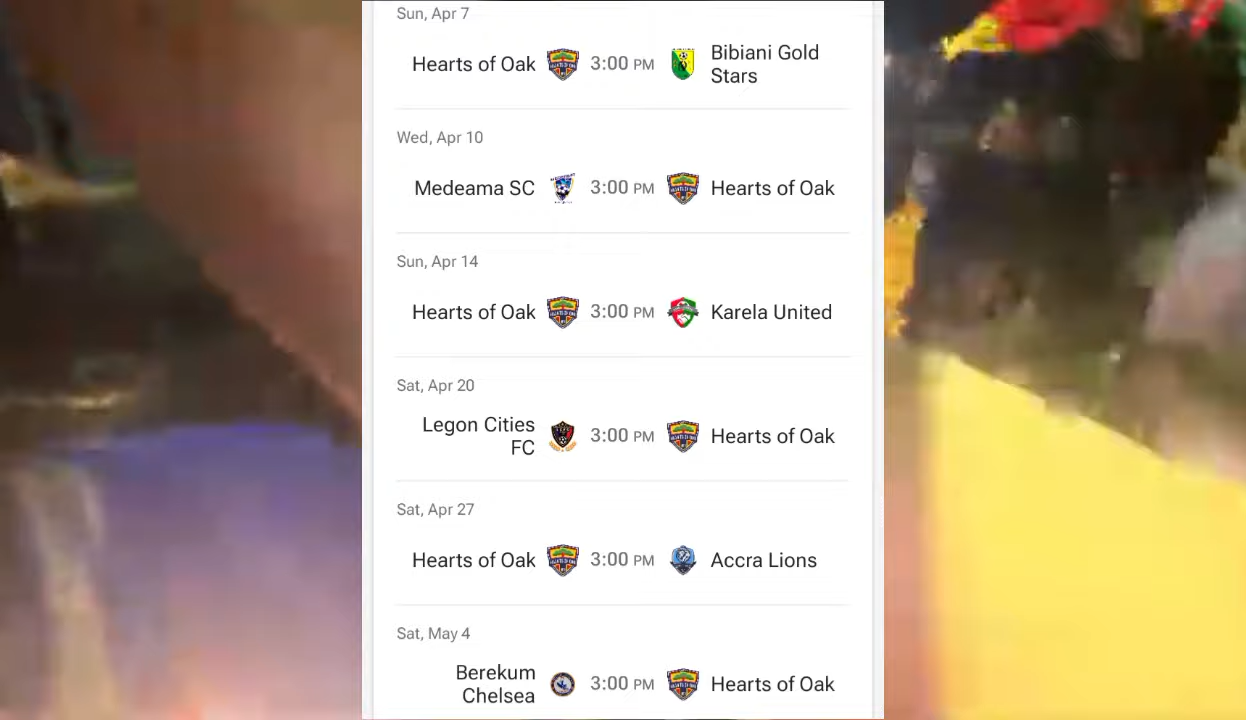 Sun, Apr 7
Hearts of Oak 3:00 PM Bibiani Gold
Stars
Wed, Apr 10
Medeama SC 3:00 PM Hearts of Oak
Sun, Apr 14
Hearts of Oak 3:00 PM Karela United
Sat, Apr 20
Legon Cities
FC 3:00 PM Hearts of Oak
Sat, Apr 27
Hearts of Oak 3:00 PM Accra Lions
Sat, May 4
Berekum
Chelsea 3:00 PM Hearts of Oak